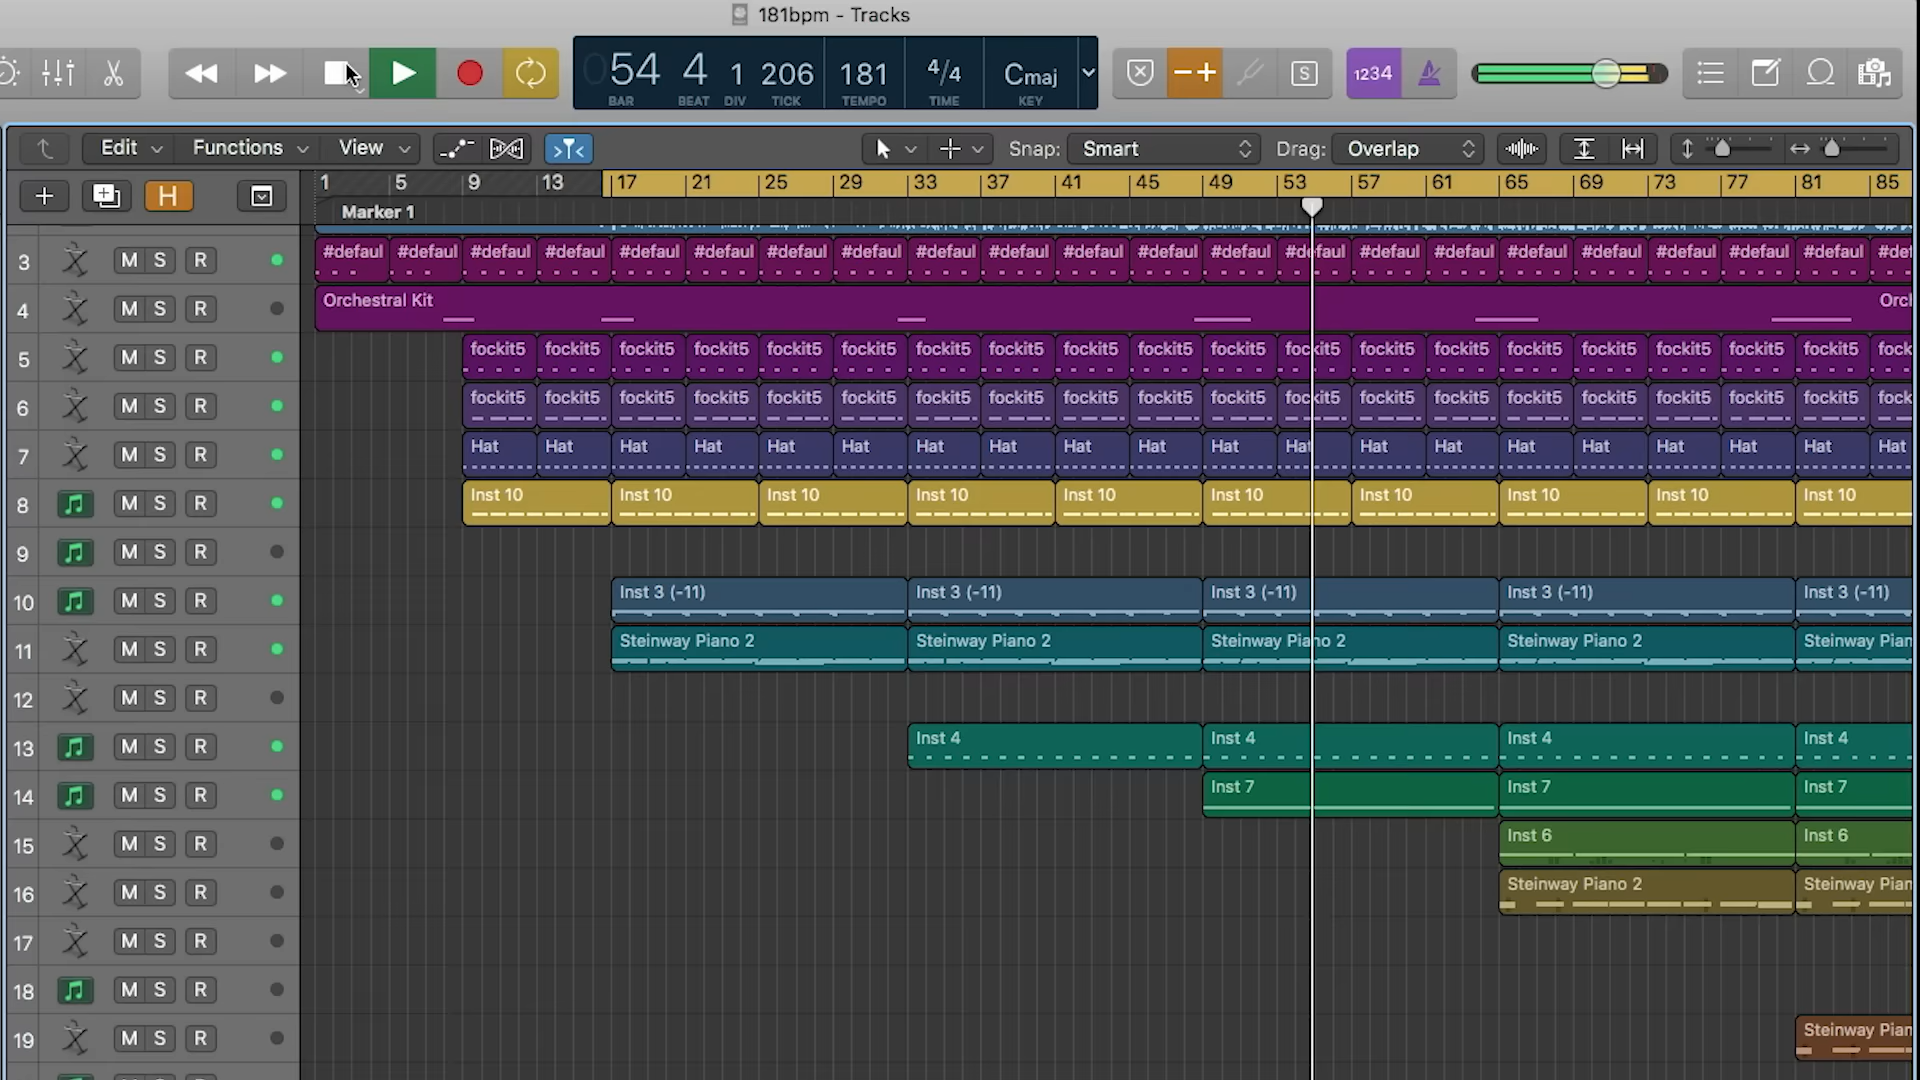 181bpm - Tracks
54 4 1 206 181 4/4 Cmaj
BAR BEAT DIV TICK TEMPO TIME KEY
S 1234
Edit Functions View Snap: Smart Drag: Overlap
H 1 5 9 13 17 21 25 29 33 37 41 45 49 53 57 61 65 69 73 77 81 85
Marker 1
3 M S R #defaul #defaul #defaul #defaul #defaul #defaul #defaul #defaul #defaul #defaul #defaul #defaul #defaul #defaul #defaul #defaul #defaul #defaul #defaul #defaul #defaul #def
4 M S R Orchestral Kit Orcl
5 M S R fockit5 fockit5 fockit5 fockit5 fockit5 fockit5 fockit5 fockit5 fockit5 fockit5 fockit5 fockit5 fockit5 fockit5 fockit5 fockit5 fockit5 fockit5 fockit5 fock
6 M S R fockit5 fockit5 fockit5 fockit5 fockit5 fockit5 fockit5 fockit5 fockit5 fockit5 fockit5 fockit5 fockit5 fockit5 fockit5 fockit5 fockit5 fockit5 fockit5 fock
7 M S R Hat Hat Hat Hat Hat Hat Hat Hat Hat Hat Hat Hat Hat Hat Hat Hat Hat Hat Hat Hat
8 M S R Inst 10 Inst 10 Inst 10 Inst 10 Inst 10 Inst 10 Inst 10 Inst 10 Inst 10 Inst 10
9 M S R
10 M S R Inst 3 (-11) Inst 3 (-11) Inst 3 (-11) Inst 3 (-11) Inst 3 (-11)
11 M S R Steinway Piano 2 Steinway Piano 2 Steinway Piano 2 Steinway Piano 2 Steinway Pian
12 M S R
13 M S R Inst 4 Inst 4 Inst 4 Inst 4
14 M S R Inst 7 Inst 7 Inst 7
15 M S R Inst 6 Inst 6
16 M S R Steinway Piano 2 Steinway Pian
17 M S R
18 M S R
19 M S R Steinway Pian